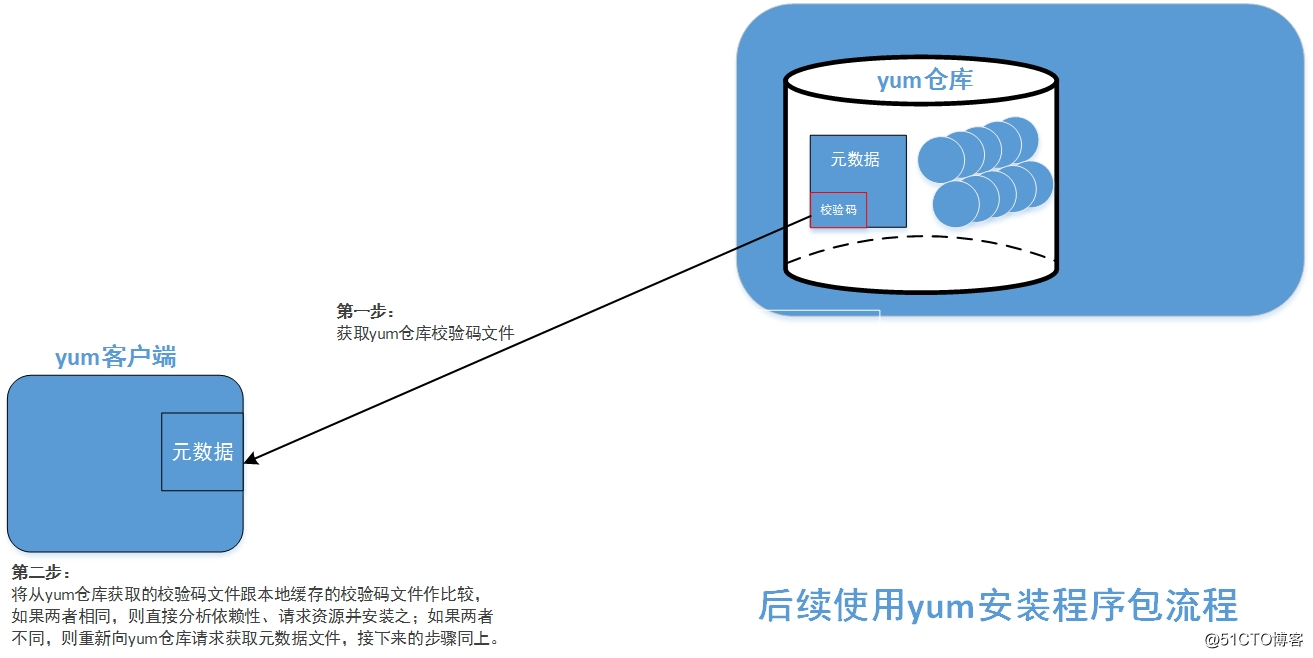 yum仓库
元数据
校验码
第一步：
获取yum仓库校验码文件
yum客户端
元数据
第二步：
将从yum仓库获取的校验码文件跟本地缓存的校验码文件作比较，
如果两者相同，则直接分析依赖性、请求资源并安装之；如果两者
不同，则重新向yum仓库请求获取元数据文件，接下来的步骤同上。
后续使用yum安装程序包流程
@51CTO博客